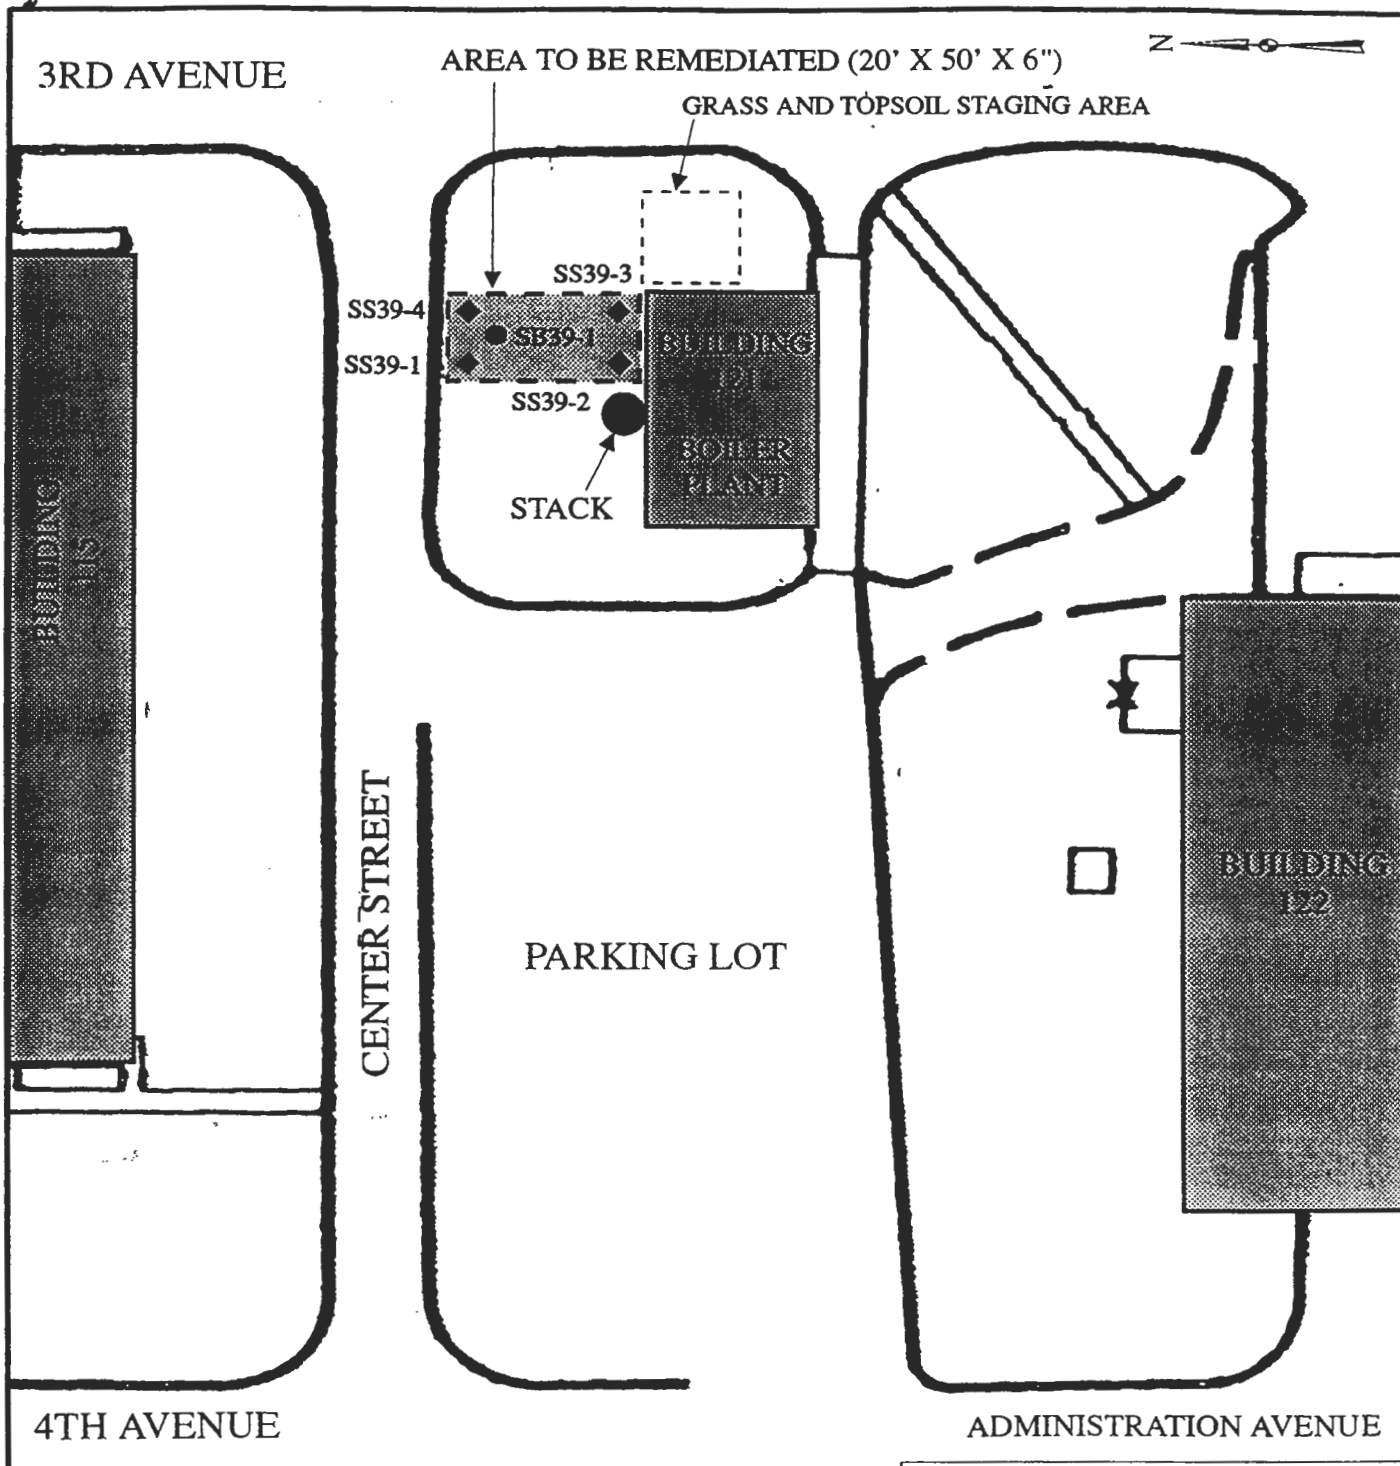 N
3RD AVENUE
AREA TO BE REMEDIATED (20' X 50' X 6")
GRASS AND TOPSOIL STAGING AREA
SS39-3
SS39-4
SB39-1
SS39-1
SS39-2
BUILDING
BOILER
PLANT
STACK
BUILDING
CENTER STREET
PARKING LOT
BUILDING
122
4TH AVENUE
ADMINISTRATION AVENUE